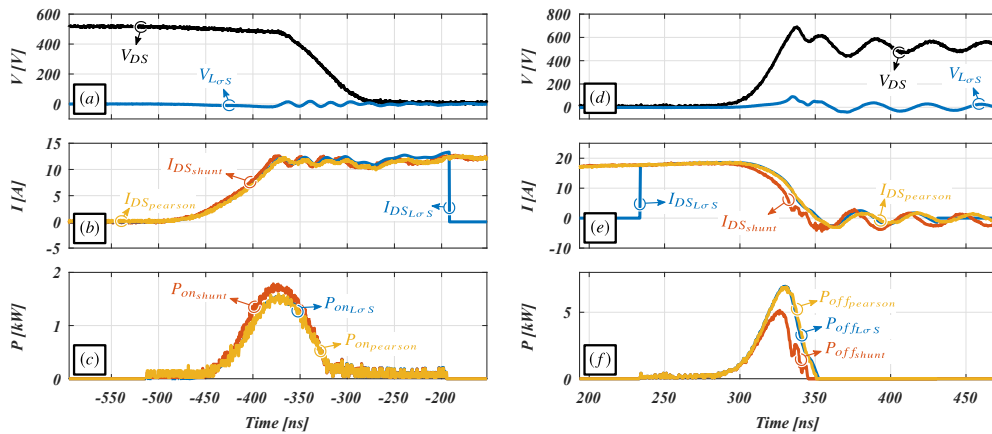 600
400
200
0
V [V]
V_DS
V_LσS
(a)
15
10
5
0
-5
I [A]
I_DS_shunt
I_DS_pearson
I_DS_LσS
(b)
2
1
0
P [kW]
P_on_shunt
P_on_LσS
P_on_pearson
(c)
-550 -500 -450 -400 -350 -300 -250 -200
Time [ns]
800
600
400
200
0
V [V]
V_DS
V_LσS
(d)
20
10
0
-10
I [A]
I_DS_LσS
I_DS_shunt
I_DS_pearson
(e)
5
0
P [kW]
P_off_pearson
P_off_LσS
P_off_shunt
(f)
200 250 300 350 400 450
Time [ns]